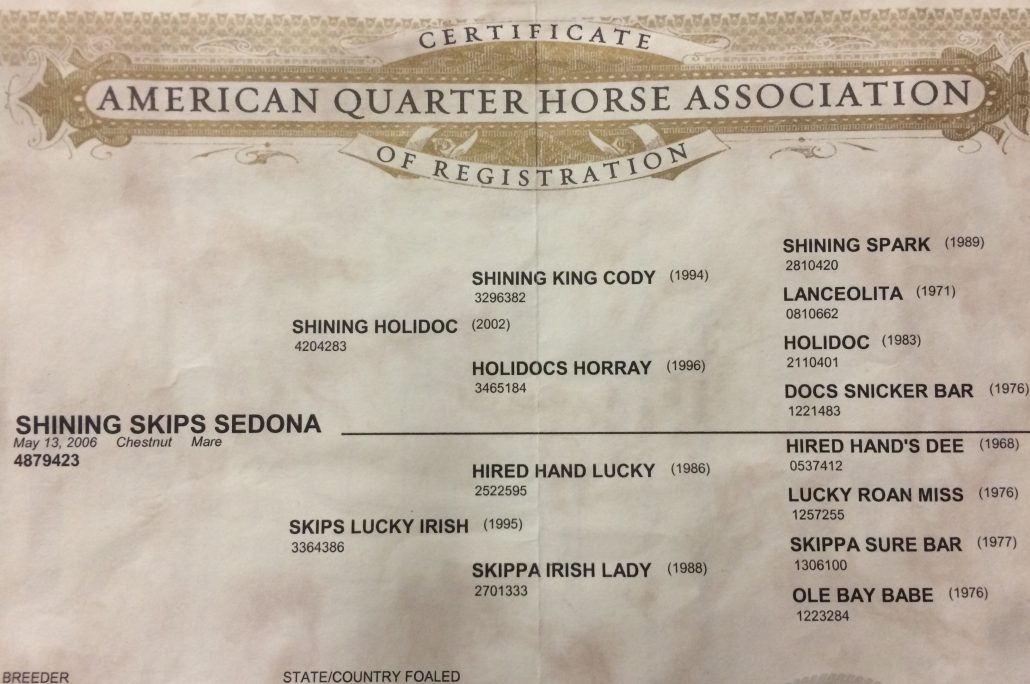 CERTIFICATE
AMERICAN QUARTER HORSE ASSOCIATION
OF REGISTRATION
SHINING SPARK (1989)
2810420
SHINING KING CODY (1994)
3296382
LANCEOLITA (1971)
0810662
SHINING HOLIDOC (2002)
4204283
HOLIDOC (1983)
2110401
HOLIDOCS HORRAY (1996)
3465184
DOCS SNICKER BAR (1976)
1221483
SHINING SKIPS SEDONA
May 13, 2006 Chestnut Mare
4879423
HIRED HAND'S DEE (1968)
0537412
HIRED HAND LUCKY (1986)
2522595
LUCKY ROAN MISS (1976)
1257255
SKIPS LUCKY IRISH (1995)
3364386
SKIPPA SURE BAR (1977)
1306100
SKIPPA IRISH LADY (1988)
2701333
OLE BAY BABE (1976)
1223284
BREEDER STATE/COUNTRY FOALED